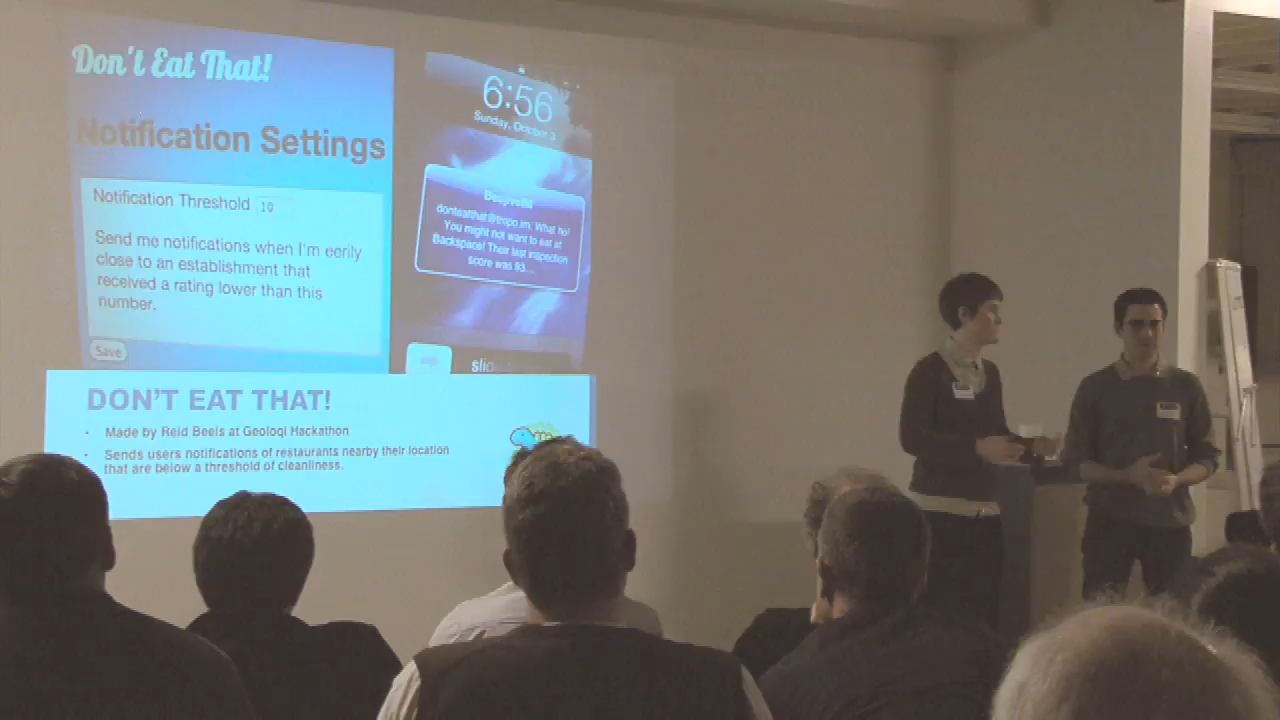 Don't Eat That!
Notification Settings
Notification Threshold 10
Send me notifications when I'm eerily
close to an establishment that
received a rating lower than this
number.
Save
6:56
Sunday, October 3
donteatthat@tropo.im: What ho!
You might not want to eat at
Backspace! Their last inspection
score was 93...
DON'T EAT THAT!
• Made by Reid Beels at Geoloqi Hackathon
• Sends users notifications of restaurants nearby their location
that are below a threshold of cleanliness.